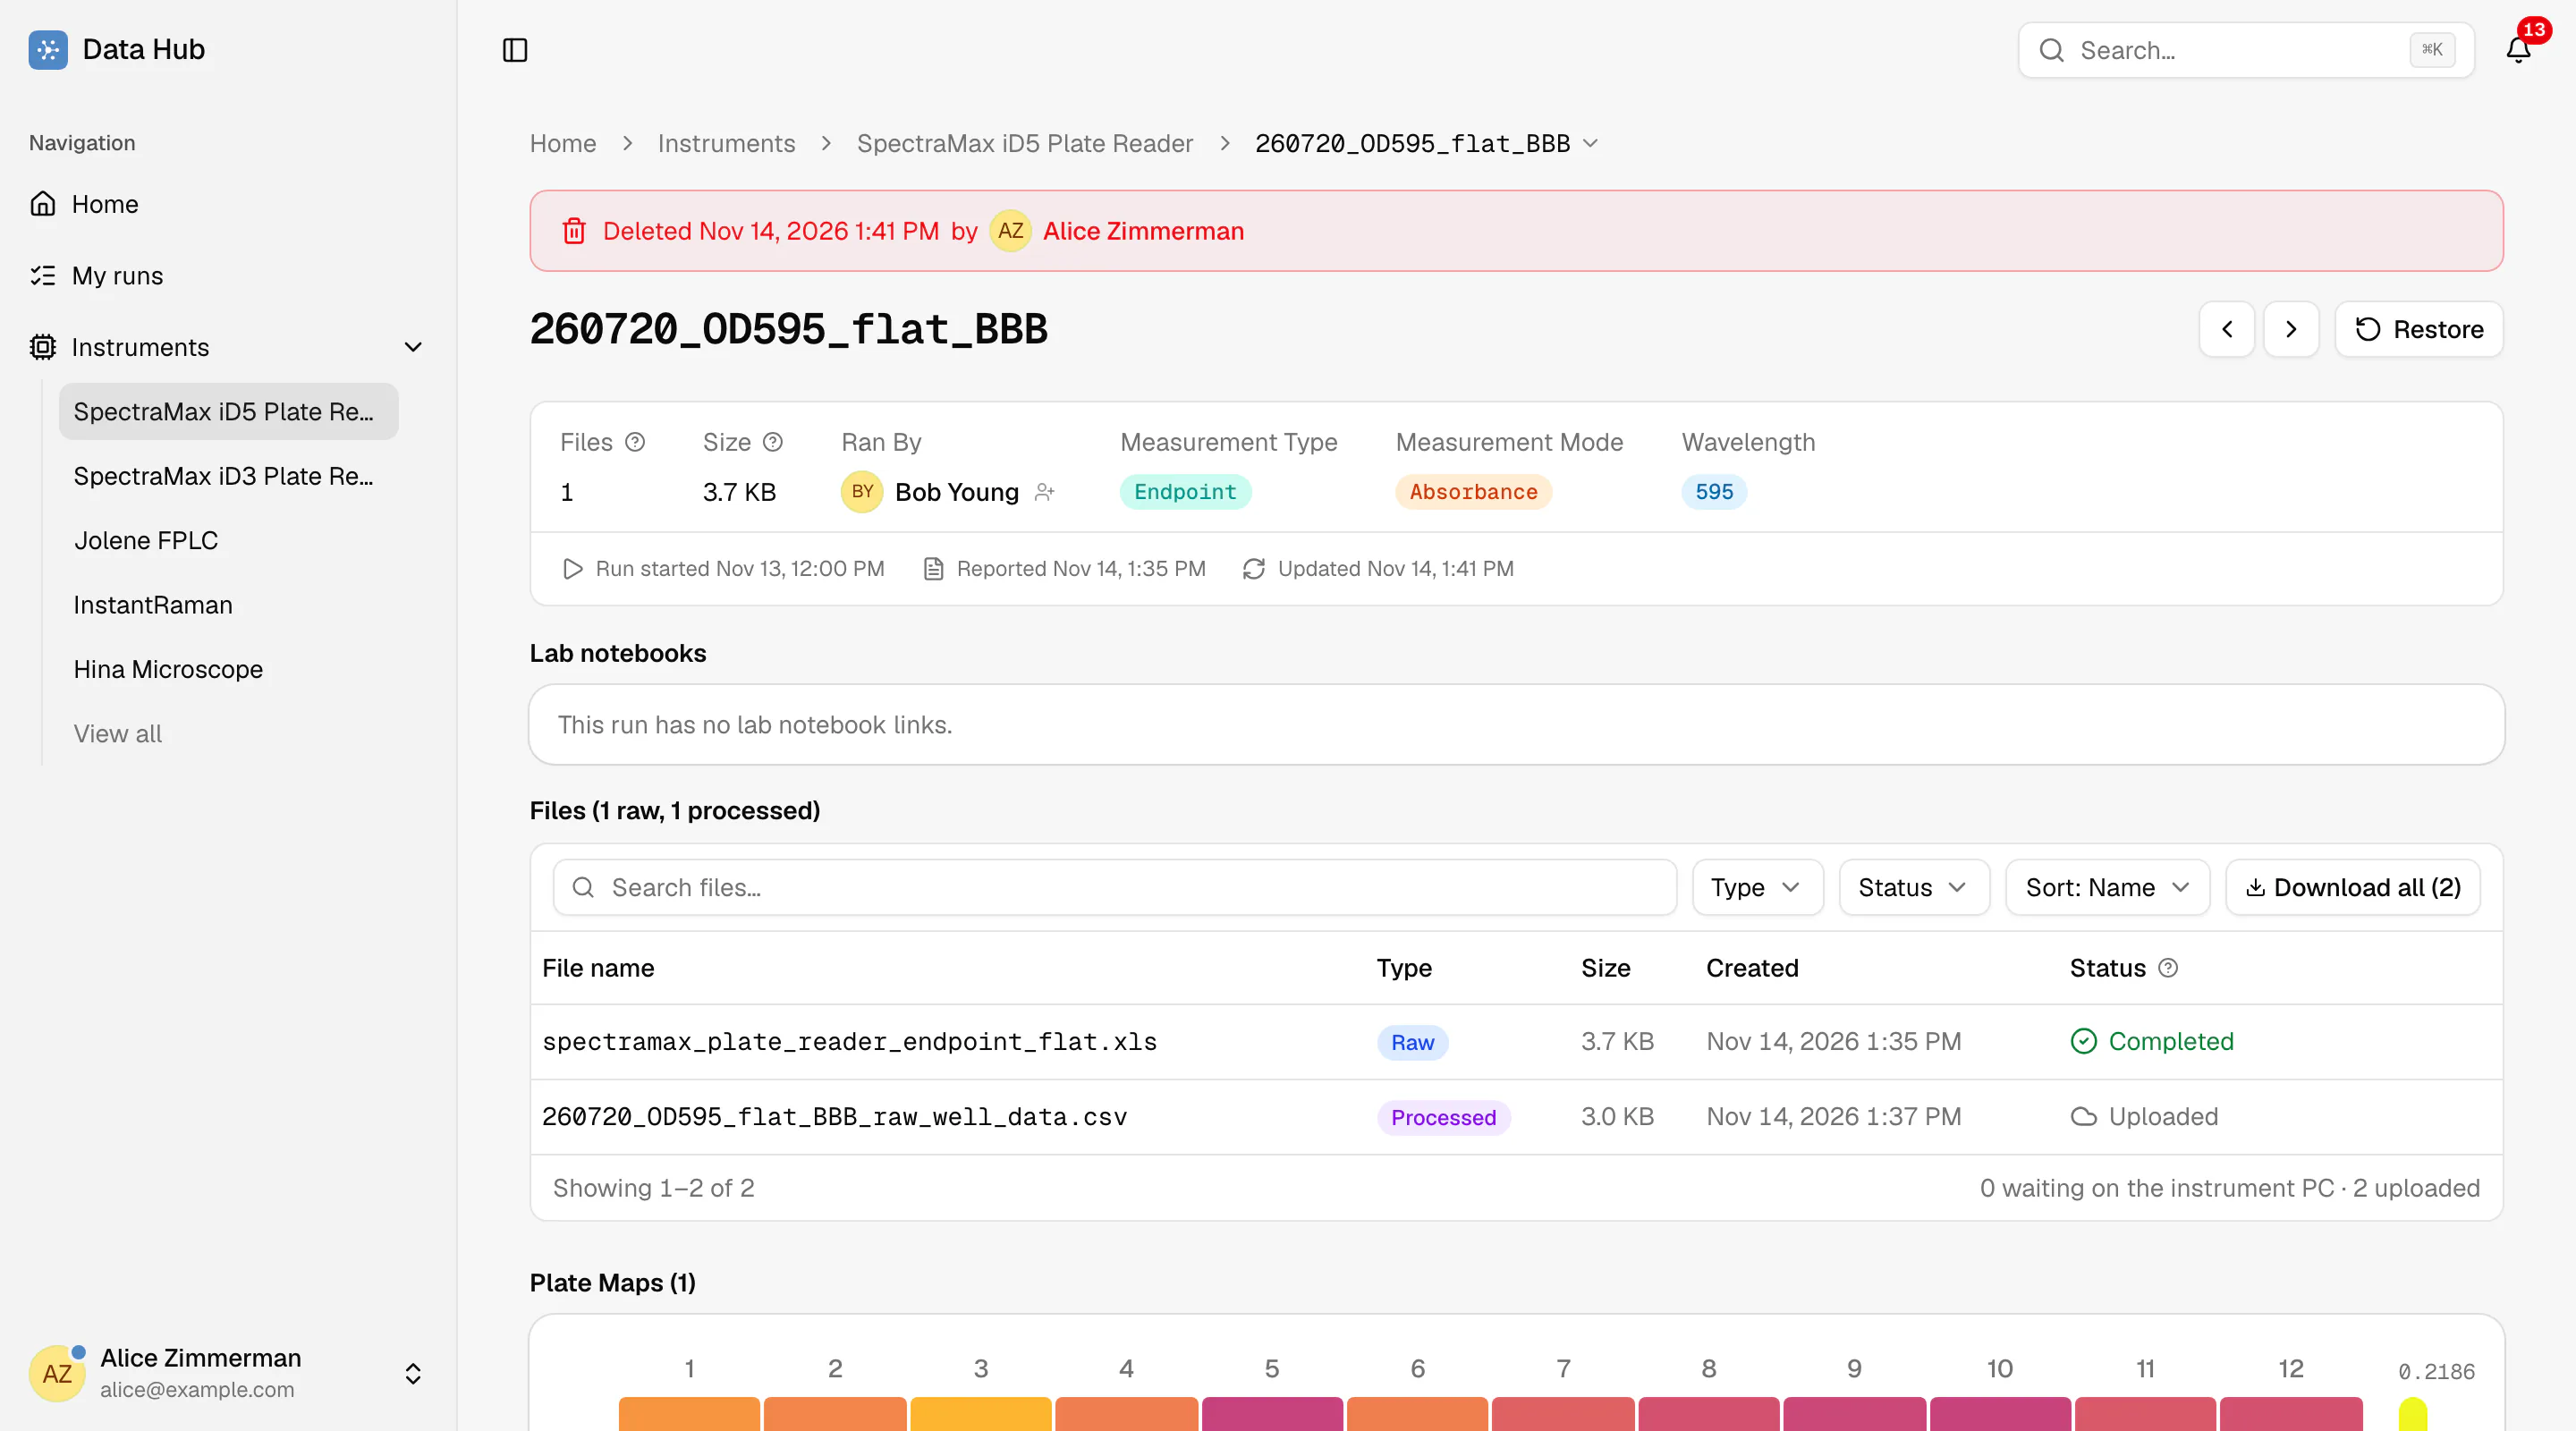 Data Hub
Search...
⌘K
13
Navigation
Home
My runs
Instruments
SpectraMax iD5 Plate Re...
SpectraMax iD3 Plate Re...
Jolene FPLC
InstantRaman
Hina Microscope
View all
AZ
Alice Zimmerman
alice@example.com
Home > Instruments > SpectraMax iD5 Plate Reader > 260720_OD595_flat_BBB
Deleted Nov 14, 2026 1:41 PM by AZ Alice Zimmerman
260720_OD595_flat_BBB
Restore
Files Size Ran By Measurement Type Measurement Mode Wavelength
1 3.7 KB BY Bob Young Endpoint Absorbance 595
Run started Nov 13, 12:00 PM Reported Nov 14, 1:35 PM Updated Nov 14, 1:41 PM
Lab notebooks
This run has no lab notebook links.
Files (1 raw, 1 processed)
Search files... Type Status Sort: Name Download all (2)
File name Type Size Created Status
spectramax_plate_reader_endpoint_flat.xls Raw 3.7 KB Nov 14, 2026 1:35 PM Completed
260720_OD595_flat_BBB_raw_well_data.csv Processed 3.0 KB Nov 14, 2026 1:37 PM Uploaded
Showing 1–2 of 2 0 waiting on the instrument PC · 2 uploaded
Plate Maps (1)
1 2 3 4 5 6 7 8 9 10 11 12 0.2186